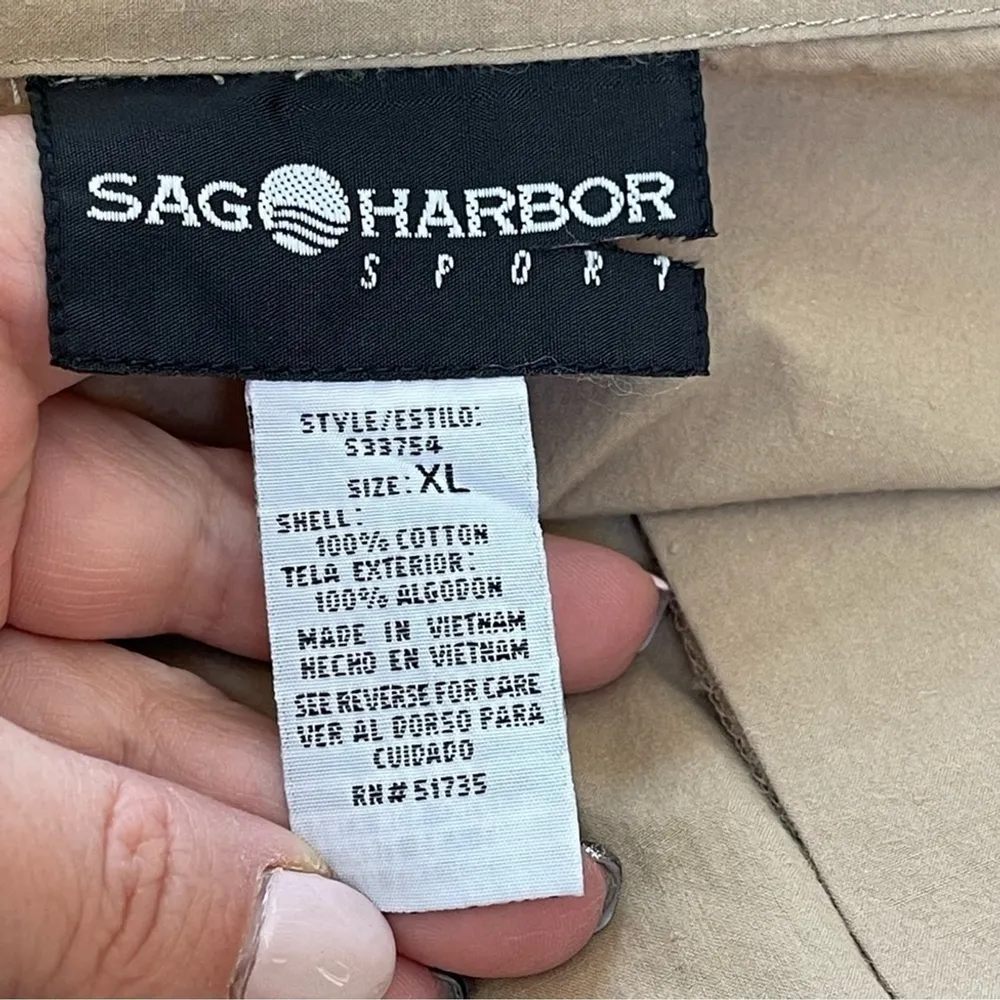 SAG HARBOR
SPORT
STYLE/ESTILO:
S33754
SIZE: XL
SHELL:
100% COTTON
TELA EXTERIOR:
100% ALGODON
MADE IN VIETNAM
HECHO EN VIETNAM
SEE REVERSE FOR CARE
VER AL DORSO PARA
CUIDADO
RN# 51735